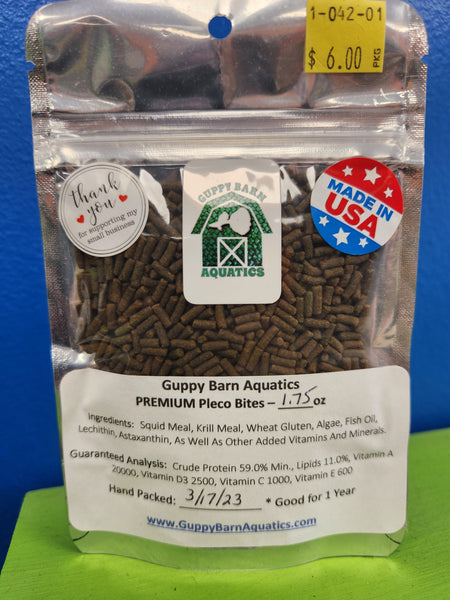 1-042-01
$ 6.00 PKG
thank
you
for supporting my
small business
GUPPY BARN
AQUATICS
MADE IN
USA
Guppy Barn Aquatics
PREMIUM Pleco Bites – 1.75 oz
Ingredients: Squid Meal, Krill Meal, Wheat Gluten, Algae, Fish Oil,
Lechithin, Astaxanthin, As Well As Other Added Vitamins And Minerals.
Guaranteed Analysis: Crude Protein 59.0% Min., Lipids 11.0%, Vitamin A
20000, Vitamin D3 2500, Vitamin C 1000, Vitamin E 600
Hand Packed: 3/17/23 * Good for 1 Year
www.GuppyBarnAquatics.com